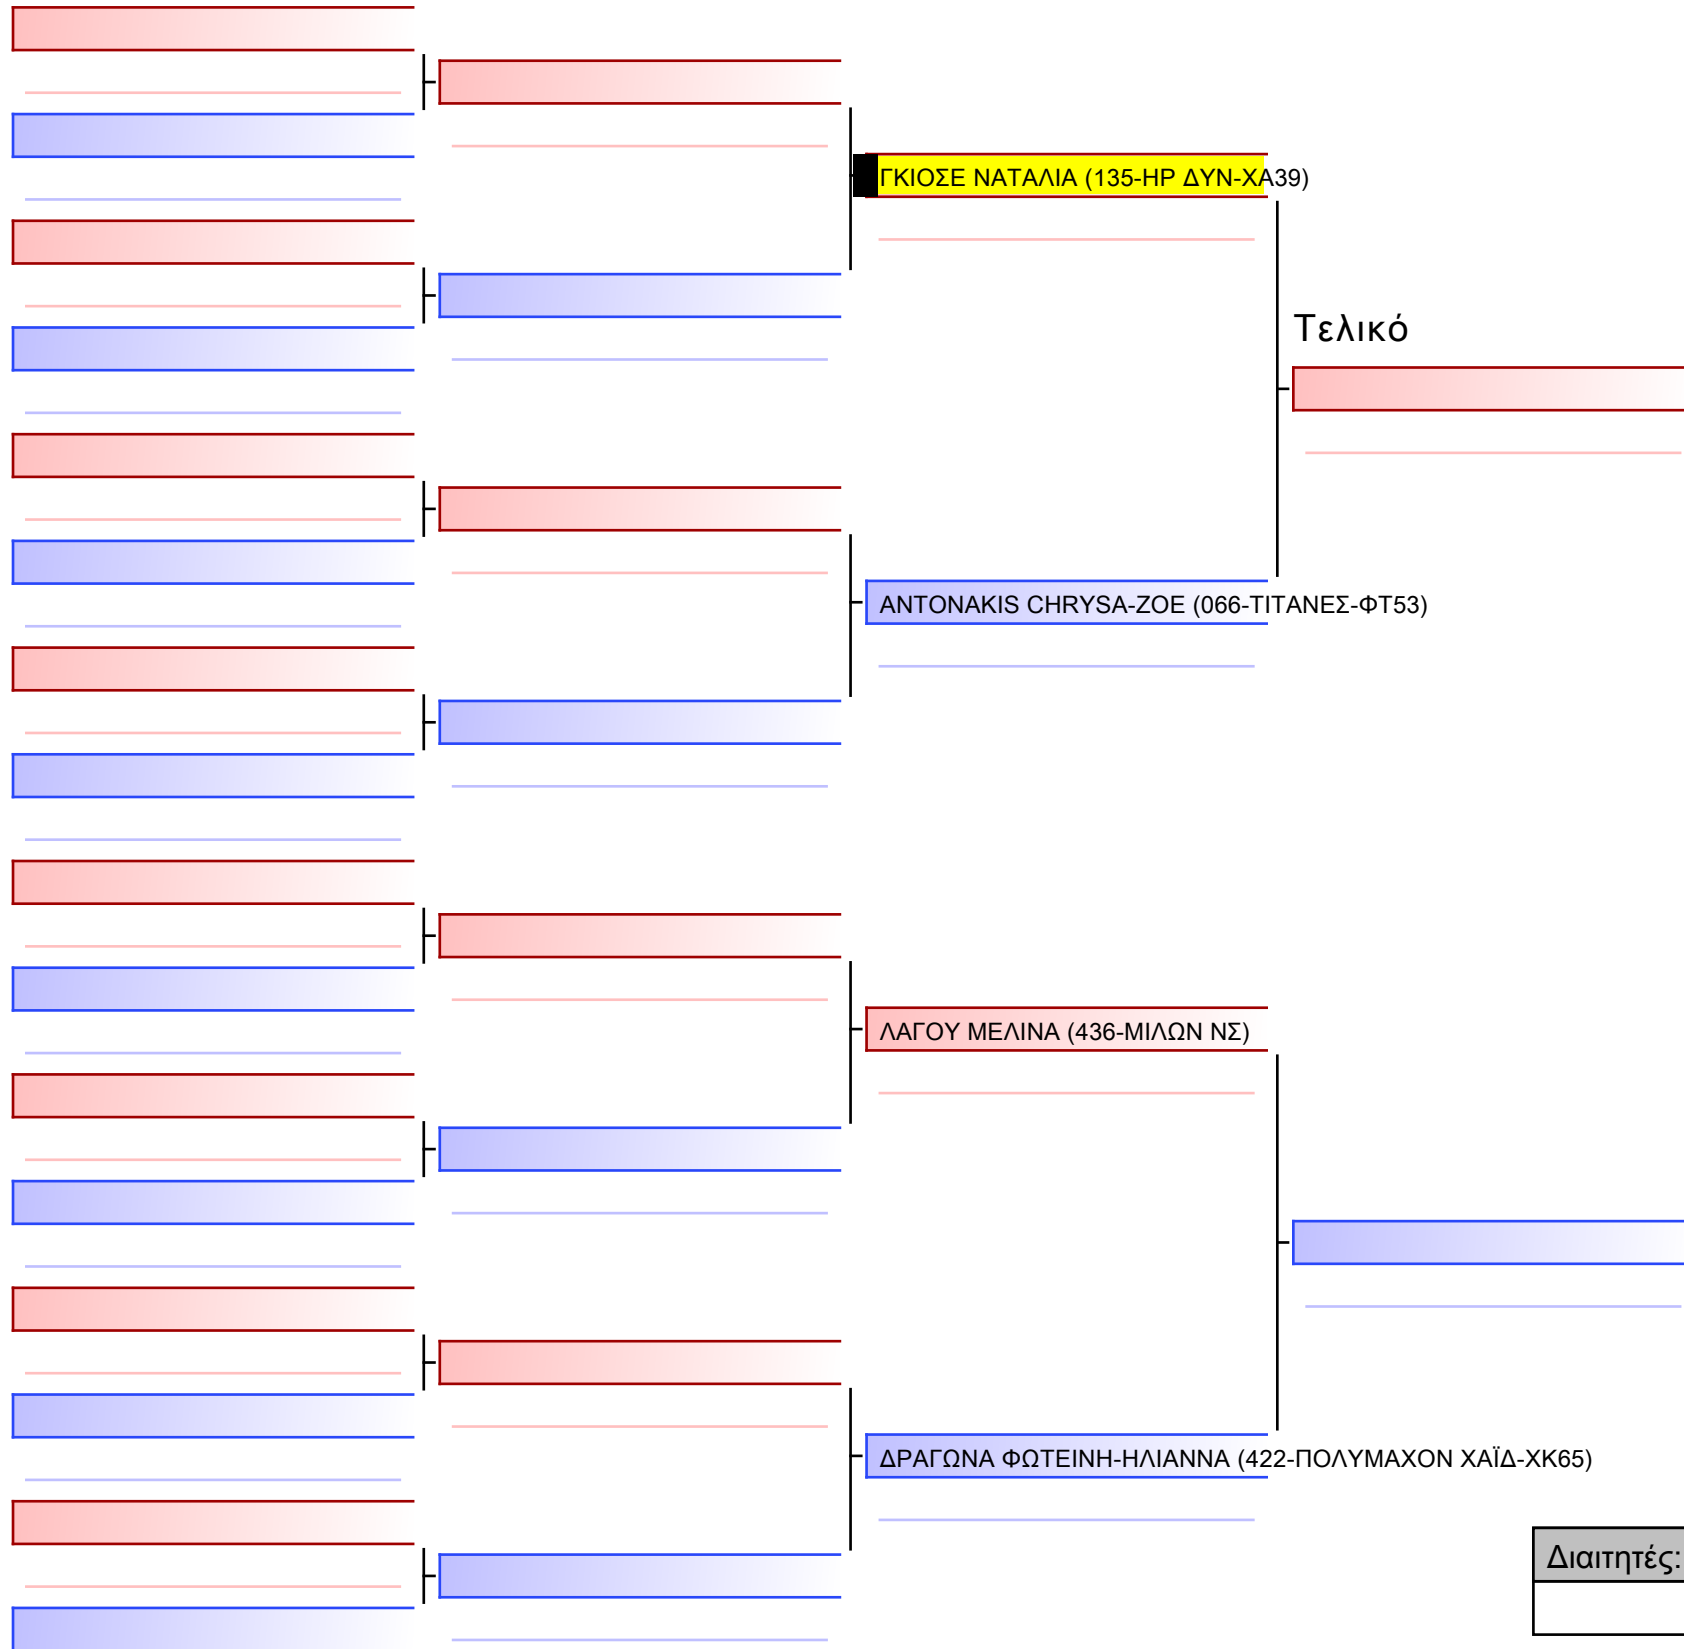 ΓΚΙΟΣΕ ΝΑΤΑΛΙΑ (135-ΗΡ ΔΥΝ-ΧΑ39)
Τελικό
ANTONAKIS CHRYSA-ZOE (066-ΤΙΤΑΝΕΣ-ΦΤ53)
ΛΑΓΟΥ ΜΕΛΙΝΑ (436-ΜΙΛΩΝ ΝΣ)
ΔΡΑΓΩΝΑ ΦΩΤΕΙΝΗ-ΗΛΙΑΝΝΑ (422-ΠΟΛΥΜΑΧΟΝ ΧΑΪΔ-ΧΚ65)
Διαιτητές: